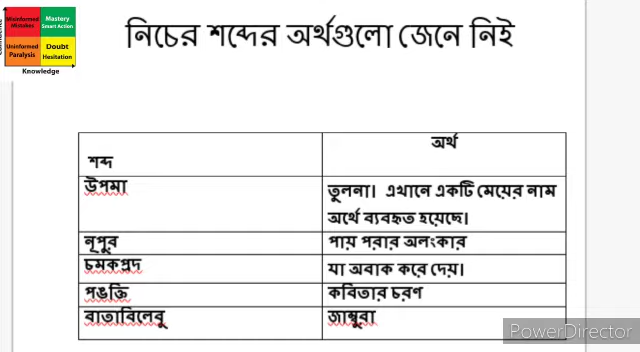 Misinformed Mastery
Mistakes Smart Action
Uninformed Doubt
Paralysis Hesitation
Knowledge
নিচের শব্দের অর্থগুলো জেনে নিই
অর্থ
শব্দ
উপমা তুলনা। এখানে একটি মেয়ের নাম
অর্থে ব্যবহৃত হয়েছে।
নূপুর পায় পরার অলংকার
চমকপ্রদ যা অবাক করে দেয়।
পঙক্তি কবিতার চরণ
বাতাবিলেবু জাম্বুরা
PowerDirector